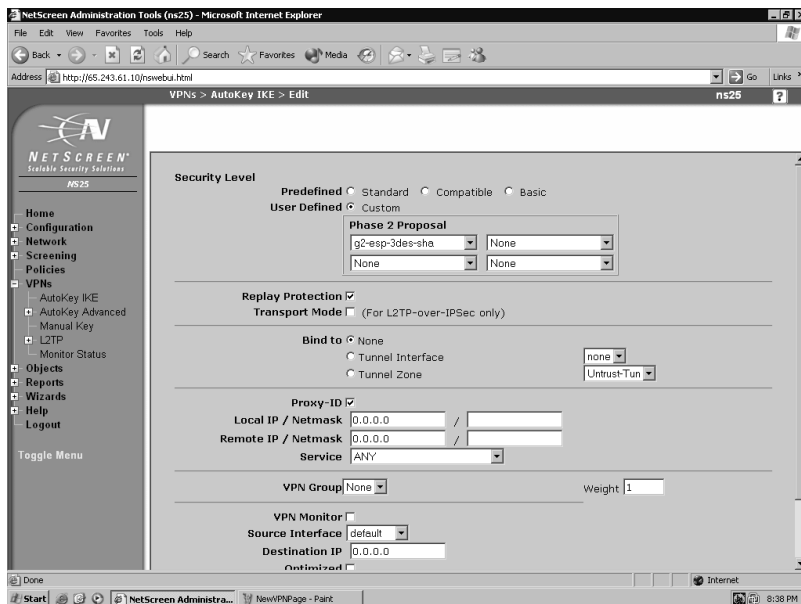 NetScreen Administration Tools (ns25) - Microsoft Internet Explorer
File Edit View Favorites Tools Help
Back Search Favorites Media
Address http://65.243.61.10/nswebui.html Go Links
VPNs > AutoKey IKE > Edit ns25 ?
N
NETSCREEN
Scalable Security Solutions
NS25
Home
Configuration
Network
Screening
Policies
VPNs
AutoKey IKE
AutoKey Advanced
Manual Key
L2TP
Monitor Status
Objects
Reports
Wizards
Help
Logout
Toggle Menu
Security Level
Predefined Standard Compatible Basic
User Defined Custom
Phase 2 Proposal
g2-esp-3des-sha None
None None
Replay Protection
Transport Mode (For L2TP-over-IPSec only)
Bind to None
Tunnel Interface none
Tunnel Zone Untrust-Tun
Proxy-ID
Local IP / Netmask 0.0.0.0 /
Remote IP / Netmask 0.0.0.0 /
Service ANY
VPN Group None Weight 1
VPN Monitor
Source Interface default
Destination IP 0.0.0.0
Optimized
Done Internet
Start NetScreen Administra... NewVPNPage - Paint 8:38 PM